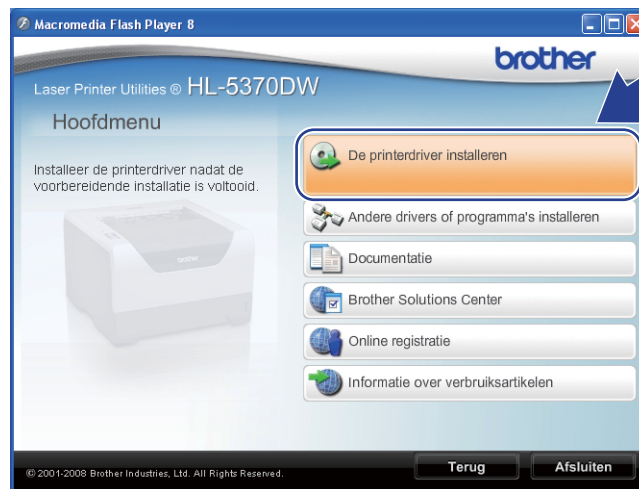 Macromedia Flash Player 8
brother
Laser Printer Utilities ® HL-5370DW
Hoofdmenu
Installeer de printerdriver nadat de
voorbereidende installatie is voltooid.
De printerdriver installeren
Andere drivers of programma's installeren
Documentatie
Brother Solutions Center
Online registratie
Informatie over verbruiksartikelen
© 2001-2008 Brother Industries, Ltd. All Rights Reserved.
Terug
Afsluiten